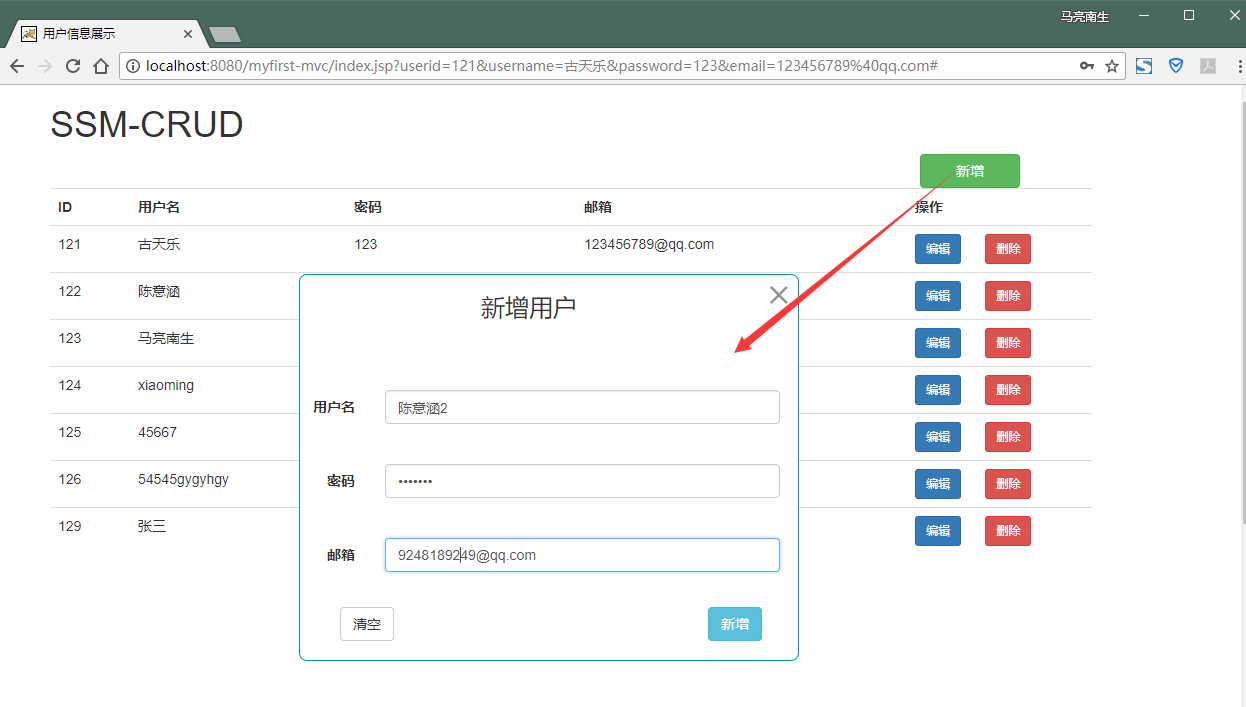 马亮南生
用户信息展示
localhost:8080/myfirst-mvc/index.jsp?userid=121&username=古天乐&password=123&email=123456789%40qq.com#
SSM-CRUD
新增
ID 用户名 密码 邮箱 操作
121 古天乐 123 123456789@qq.com 编辑 删除
122 陈意涵 编辑 删除
123 马亮南生 编辑 删除
124 xiaoming 编辑 删除
125 45667 编辑 删除
126 54545gygyhgy 编辑 删除
129 张三 编辑 删除
新增用户
用户名 陈意涵2
密码 •••••••
邮箱 9248189249@qq.com
清空 新增